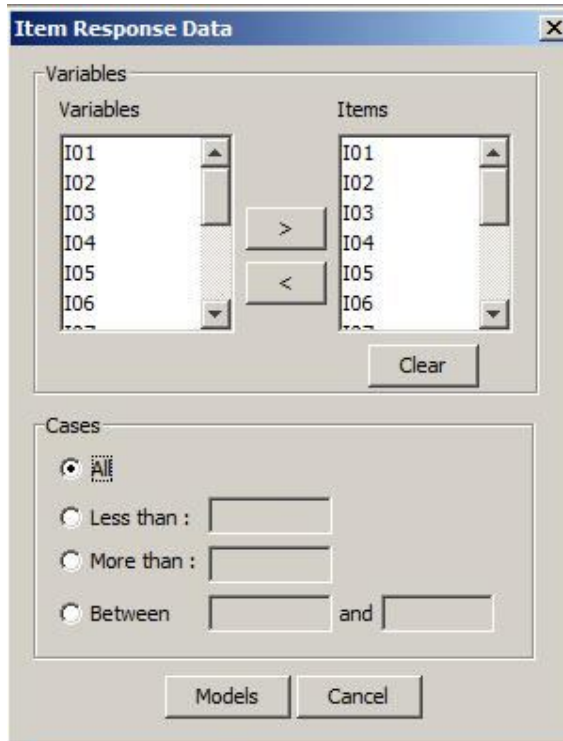 Item Response Data
Variables
Variables Items
I01 I01
I02 I02
I03 > I03
I04 I04
I05 < I05
I06 I06
Clear
Cases
All
Less than :
More than :
Between and
Models Cancel